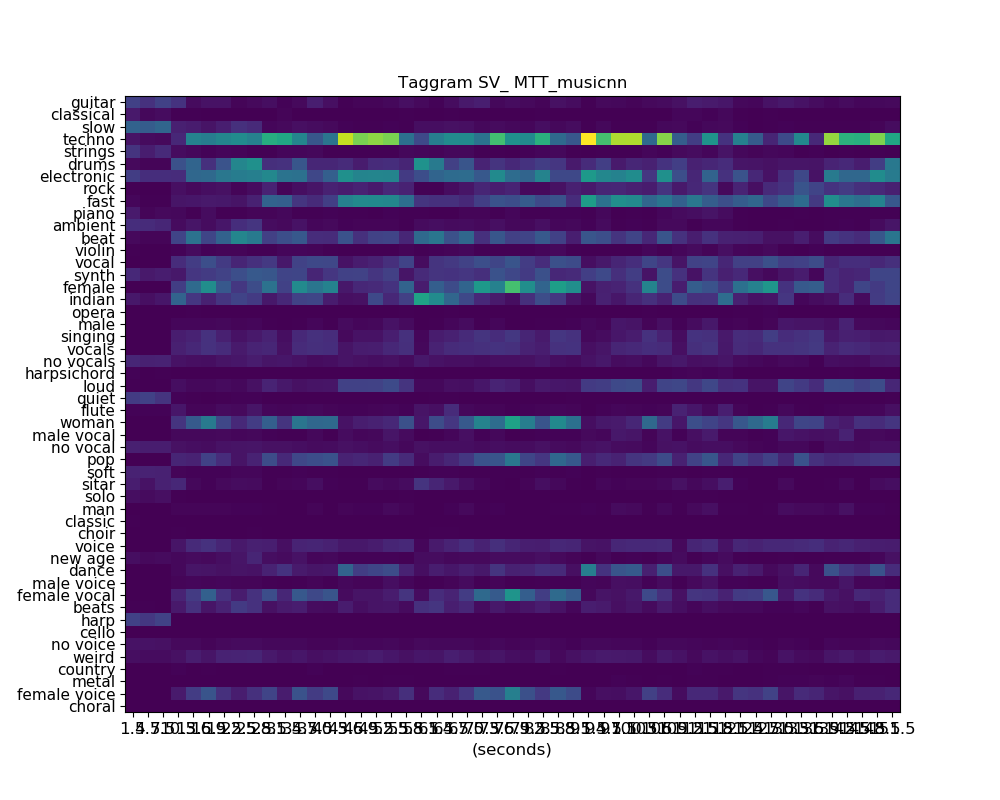 Taggram SV_ MTT_musicnn
guitar
classical
slow
techno
strings
drums
electronic
rock
fast
piano
ambient
beat
violin
vocal
synth
female
indian
opera
male
singing
vocals
no vocals
harpsichord
loud
quiet
flute
woman
male vocal
no vocal
pop
soft
sitar
solo
man
classic
choir
voice
new age
dance
male voice
female vocal
beats
harp
cello
no voice
weird
country
metal
female voice
choral
(seconds)